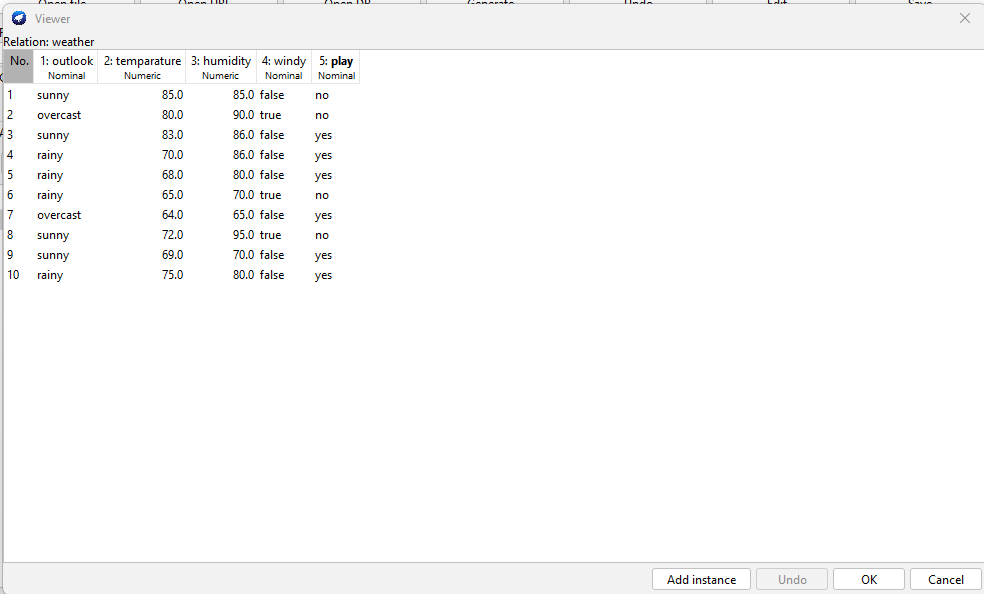 Viewer
Relation: weather
No. 1: outlook 2: temparature 3: humidity 4: windy 5: play
Nominal Numeric Numeric Nominal Nominal
1 sunny 85.0 85.0 false no
2 overcast 80.0 90.0 true no
3 sunny 83.0 86.0 false yes
4 rainy 70.0 86.0 false yes
5 rainy 68.0 80.0 false yes
6 rainy 65.0 70.0 true no
7 overcast 64.0 65.0 false yes
8 sunny 72.0 95.0 true no
9 sunny 69.0 70.0 false yes
10 rainy 75.0 80.0 false yes
Add instance Undo OK Cancel